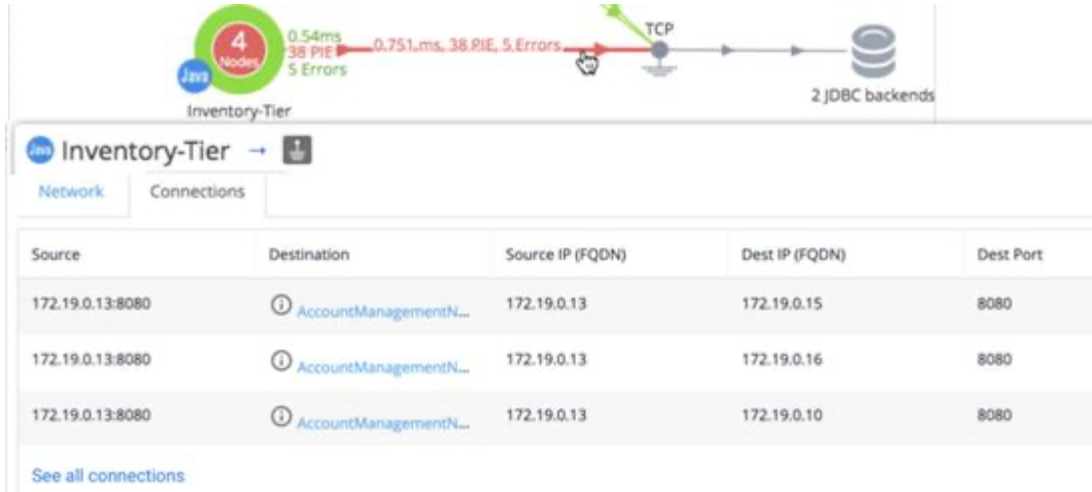 TCP
4
Nodes
Java
0.54ms
38 PIE
5 Errors
0.751.ms, 38 PIE, 5 Errors
2 JDBC backends
Inventory-Tier
Java Inventory-Tier →
Network Connections
Source Destination Source IP (FQDN) Dest IP (FQDN) Dest Port
172.19.0.13:8080 AccountManagementN... 172.19.0.13 172.19.0.15 8080
172.19.0.13:8080 AccountManagementN... 172.19.0.13 172.19.0.16 8080
172.19.0.13:8080 AccountManagementN... 172.19.0.13 172.19.0.10 8080
See all connections